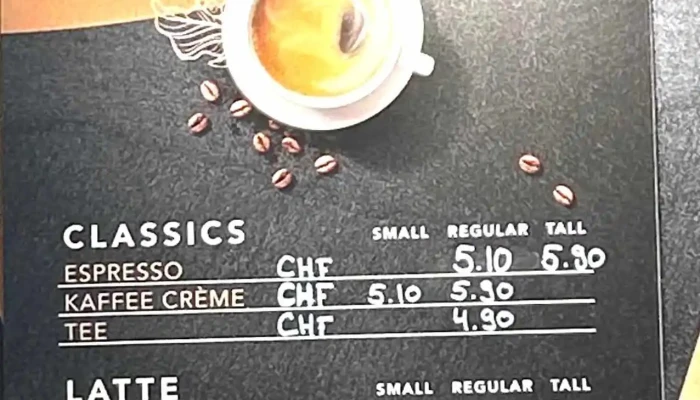 CLASSICS SMALL REGULAR TALL
ESPRESSO CHF 5.10 5.90
KAFFEE CRÈME CHF 5.10 5.90
TEE CHF 4.90
LATTE SMALL REGULAR TALL